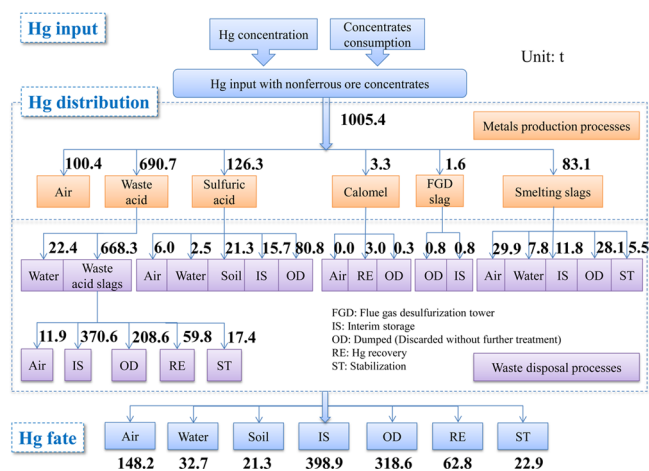 Hg input
Hg concentration
Concentrates
consumption
Unit: t
Hg input with nonferrous ore concentrates
Hg distribution
1005.4
Metals production processes
100.4 690.7 126.3 3.3 1.6 83.1
Air
Waste
acid
Sulfuric
acid
Calomel
FGD
slag
Smelting slags
22.4 668.3 6.0 2.5 21.3 15.7 80.8 0.0 3.0 0.3 0.8 0.8 29.9 7.8 11.8 28.1 5.5
Water
Waste
acid slags
Air Water Soil IS OD
Air RE OD
OD IS
Air Water IS OD ST
FGD: Flue gas desulfurization tower
IS: Interim storage
OD: Dumped (Discarded without further treatment)
RE: Hg recovery
ST: Stabilization
11.9 370.6 208.6 59.8 17.4
Air IS OD RE ST
Waste disposal processes
Hg fate
Air Water Soil IS OD RE ST
148.2 32.7 21.3 398.9 318.6 62.8 22.9